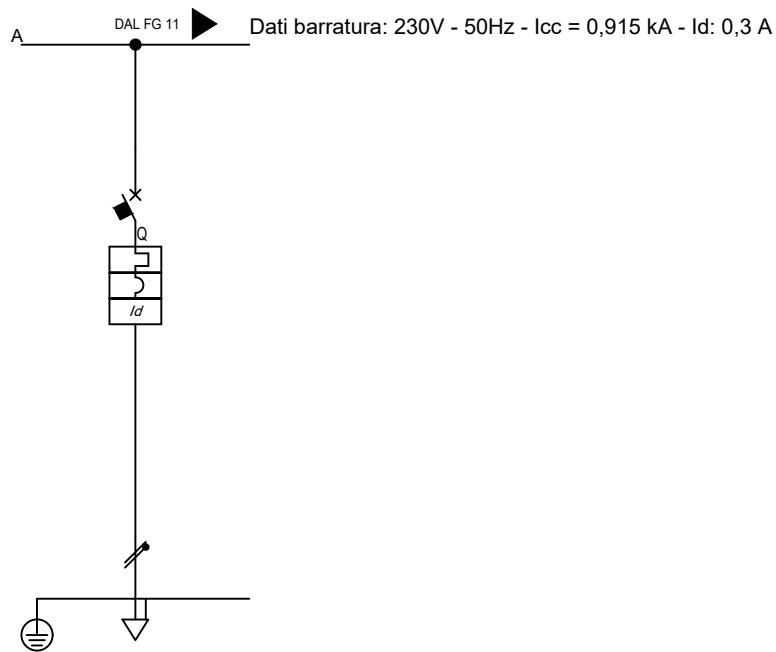 DAL FG 11
Dati barratura: 230V - 50Hz - Icc = 0,915 kA - Id: 0,3 A
A
Q
Id